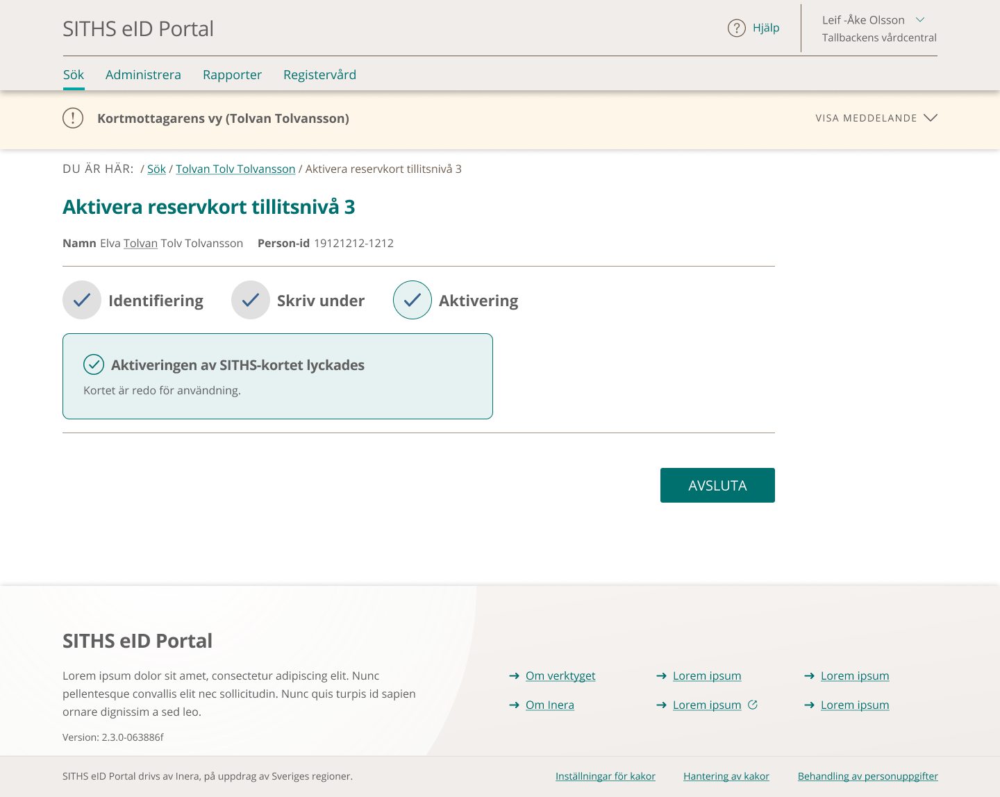 SITHS eID Portal
Hjälp
Leif -Åke Olsson
Tallbackens vårdcentral
Sök Administrera Rapporter Registervård
Kortmottagarens vy (Tolvan Tolvansson)
VISA MEDDELANDE
DU ÄR HÄR: / Sök / Tolvan Tolv Tolvansson / Aktivera reservkort tillitsnivå 3
Aktivera reservkort tillitsnivå 3
Namn Elva Tolvan Tolv Tolvansson Person-id 19121212-1212
Identifiering Skriv under Aktivering
Aktiveringen av SITHS-kortet lyckades
Kortet är redo för användning.
AVSLUTA
SITHS eID Portal
Lorem ipsum dolor sit amet, consectetur adipiscing elit. Nunc
pellentesque convallis elit nec sollicitudin. Nunc quis turpis id sapien
ornare dignissim a sed leo.
Version: 2.3.0-063886f
Om verktyget Lorem ipsum Lorem ipsum
Om Inera Lorem ipsum Lorem ipsum
SITHS eID Portal drivs av Inera, på uppdrag av Sveriges regioner.
Inställningar för kakor Hantering av kakor Behandling av personuppgifter